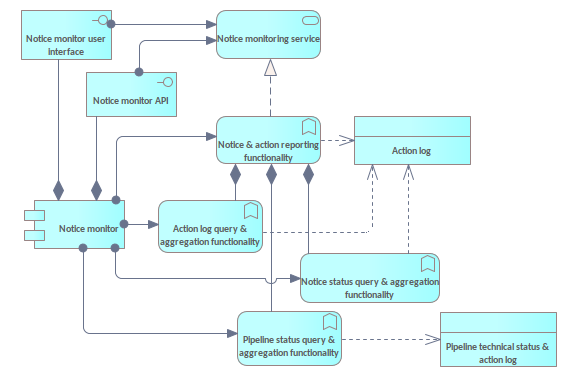 Notice monitor user
interface
Notice monitoring service
Notice monitor API
Notice & action reporting
functionality
Action log
Notice monitor
Action log query &
aggregation functionality
Notice status query & aggregation
functionality
Pipeline status query &
aggregation functionality
Pipeline technical status &
action log